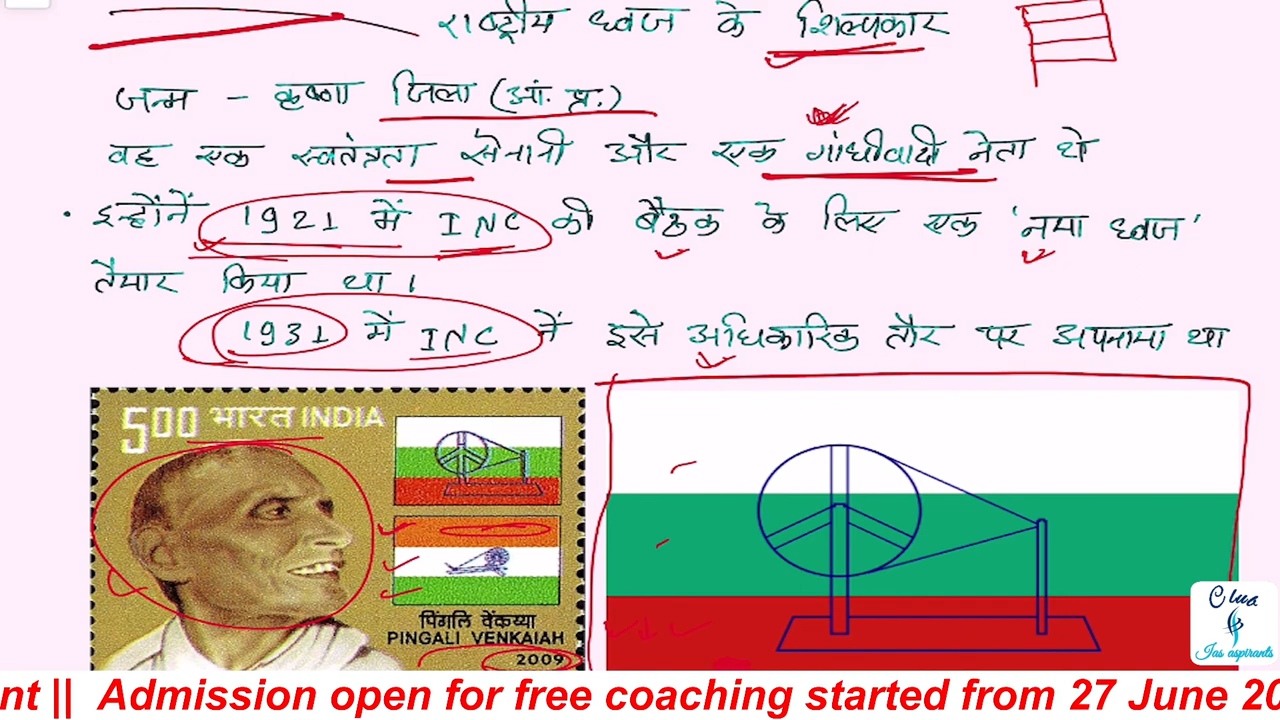 राष्ट्रीय ध्वज के शिल्पकार
जन्म - कृष्णा जिला (आं. प्र.)
वह एक स्वतंत्रता सेनानी और एक गांधीवादी नेता थे
· इन्होंनें 1921 में INC की बैठक के लिए एक 'नया ध्वज'
तैयार किया था।
1931 में INC नें इसे अधिकारिक तौर पर अपनाया था
500 भारत INDIA
पिंगलि वेंकय्या
PINGALI VENKAIAH
2009
Clue
Ias aspirants
nt || Admission open for free coaching started from 27 June 20